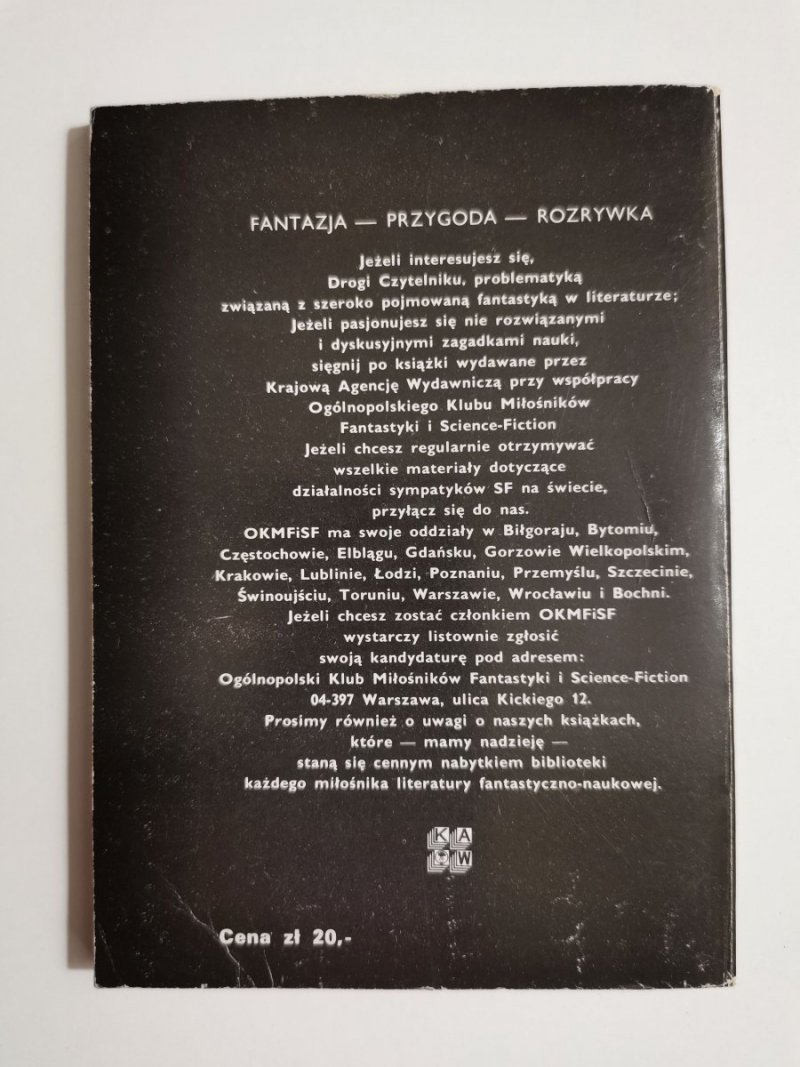 FANTAZJA — PRZYGODA — ROZRYWKA
Jeżeli interesujesz się,
Drogi Czytelniku, problematyką
związaną z szeroko pojmowaną fantastyką w literaturze;
Jeżeli pasjonujesz się nie rozwiązanymi
i dyskusyjnymi zagadkami nauki,
sięgnij po książki wydawane przez
Krajową Agencję Wydawniczą przy współpracy
Ogólnopolskiego Klubu Miłośników
Fantastyki i Science-Fiction
Jeżeli chcesz regularnie otrzymywać
wszelkie materiały dotyczące
działalności sympatyków SF na świecie,
przyłącz się do nas.
OKMFiSF ma swoje oddziały w Biłgoraju, Bytomiu,
Częstochowie, Elblągu, Gdańsku, Gorzowie Wielkopolskim,
Krakowie, Lublinie, Łodzi, Poznaniu, Przemyślu, Szczecinie,
Świnoujściu, Toruniu, Warszawie, Wrocławiu i Bochni.
Jeżeli chcesz zostać członkiem OKMFiSF
wystarczy listownie zgłosić
swoją kandydaturę pod adresem:
Ogólnopolski Klub Miłośników Fantastyki i Science-Fiction
04-397 Warszawa, ulica Kickiego 12.
Prosimy również o uwagi o naszych książkach,
które — mamy nadzieję —
staną się cennym nabytkiem biblioteki
każdego miłośnika literatury fantastyczno-naukowej.
K A
W
Cena zł 20,-